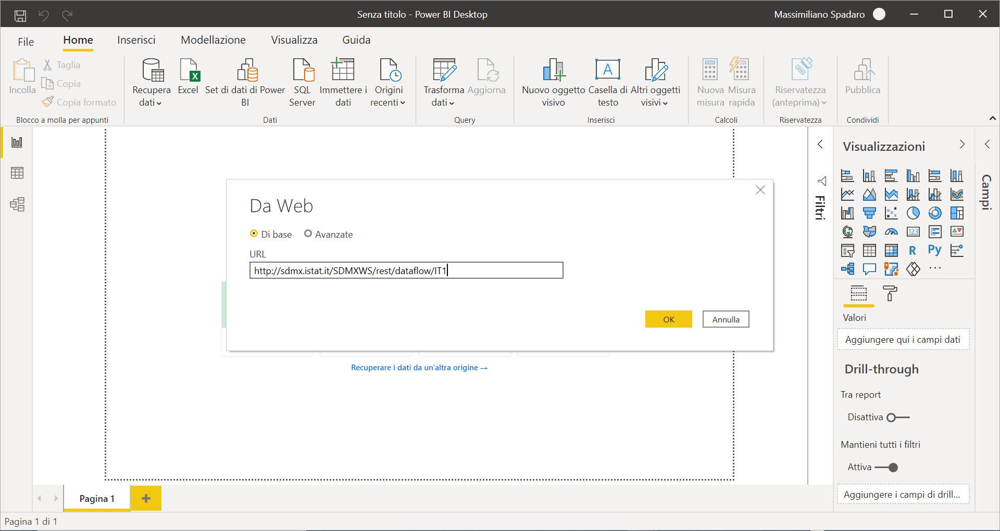 Senza titolo - Power BI Desktop
Massimiliano Spadaro
File
Home
Inserisci
Modellazione
Visualizza
Guida
Incolla
Taglia
Copia
Copia formato
Blocco a molla per appunti
Recupera
dati
Excel
Set di dati di Power
BI
SQL
Server
Immettere i
dati
Origini
recenti
Dati
Trasforma
dati
Aggiorna
Query
Nuovo oggetto
visivo
Casella di
testo
A
Altri oggetti
visivi
Inserisci
Nuova
misura
Misura
rapida
Calcoli
Riservatezza
(anteprima)
Riservatezza
Pubblica
Condividi
Da Web
Di base
Avanzate
URL
http://sdmx.istat.it/SDMXWS/rest/dataflow/IT1
OK
Annulla
Recuperare i dati da un'altra origine →
Filtri
Visualizzazioni
123
R
Py
...
Valori
Aggiungere qui i campi dati
Drill-through
Tra report
Disattiva
Mantieni tutti i filtri
Attiva
Aggiungere i campi di drill...
Campi
Pagina 1
Pagina 1 di 1